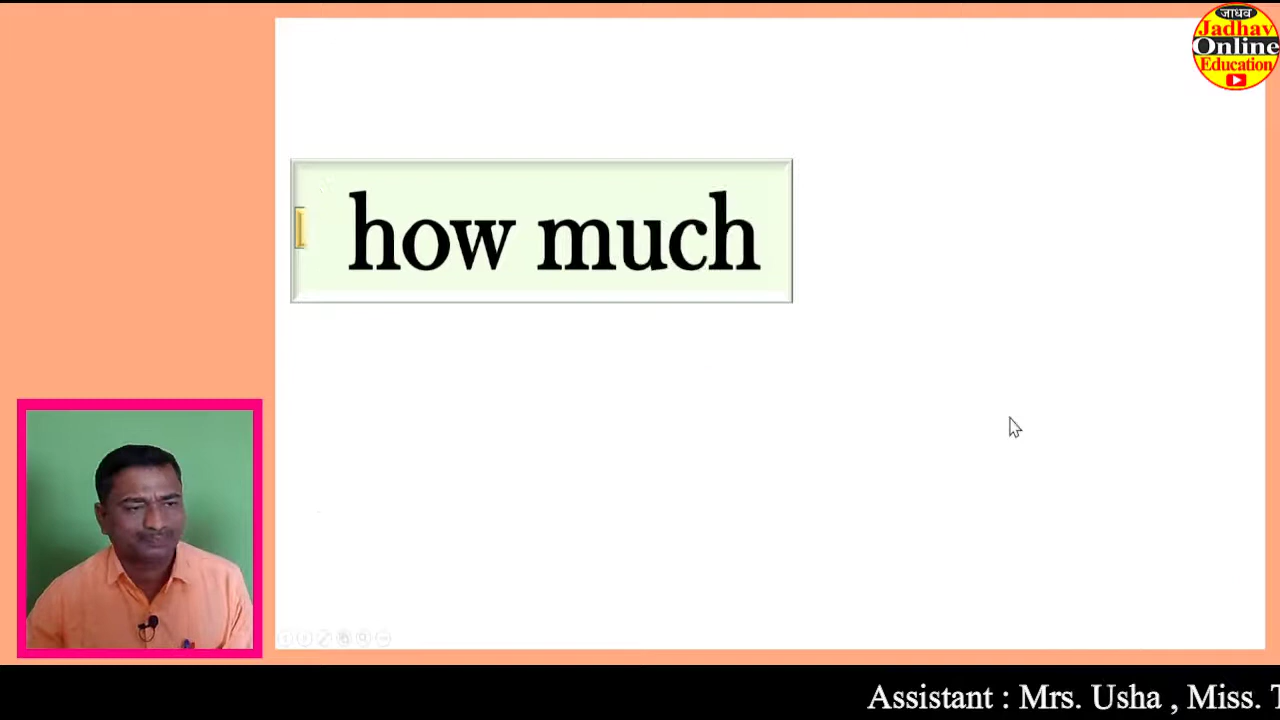 जाधव
Jadhav
Online
Education
how much
Assistant : Mrs. Usha , Miss.